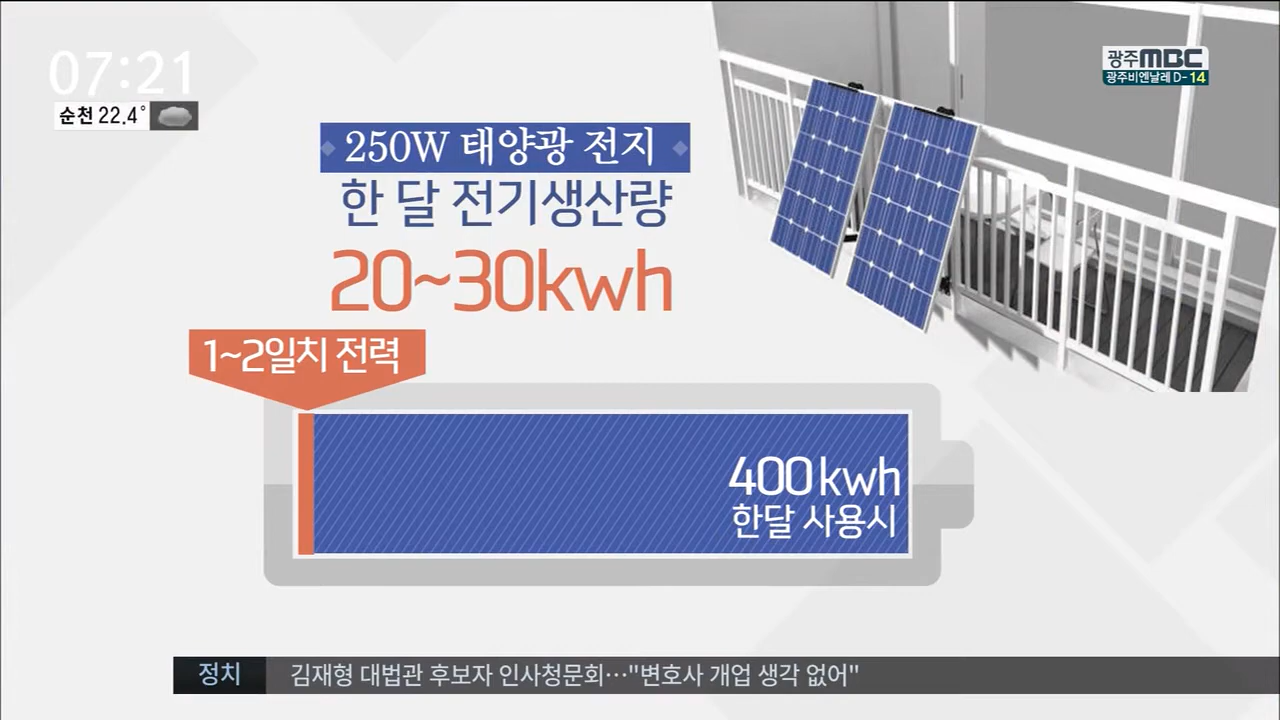 07:21
순천 22.4°
광주MBC
광주비엔날레 D-14
250W 태양광 전지
한 달 전기생산량
20~30kwh
1~2일치 전력
400kwh
한달 사용시
정치 김재형 대법관 후보자 인사청문회…"변호사 개업 생각 없어"